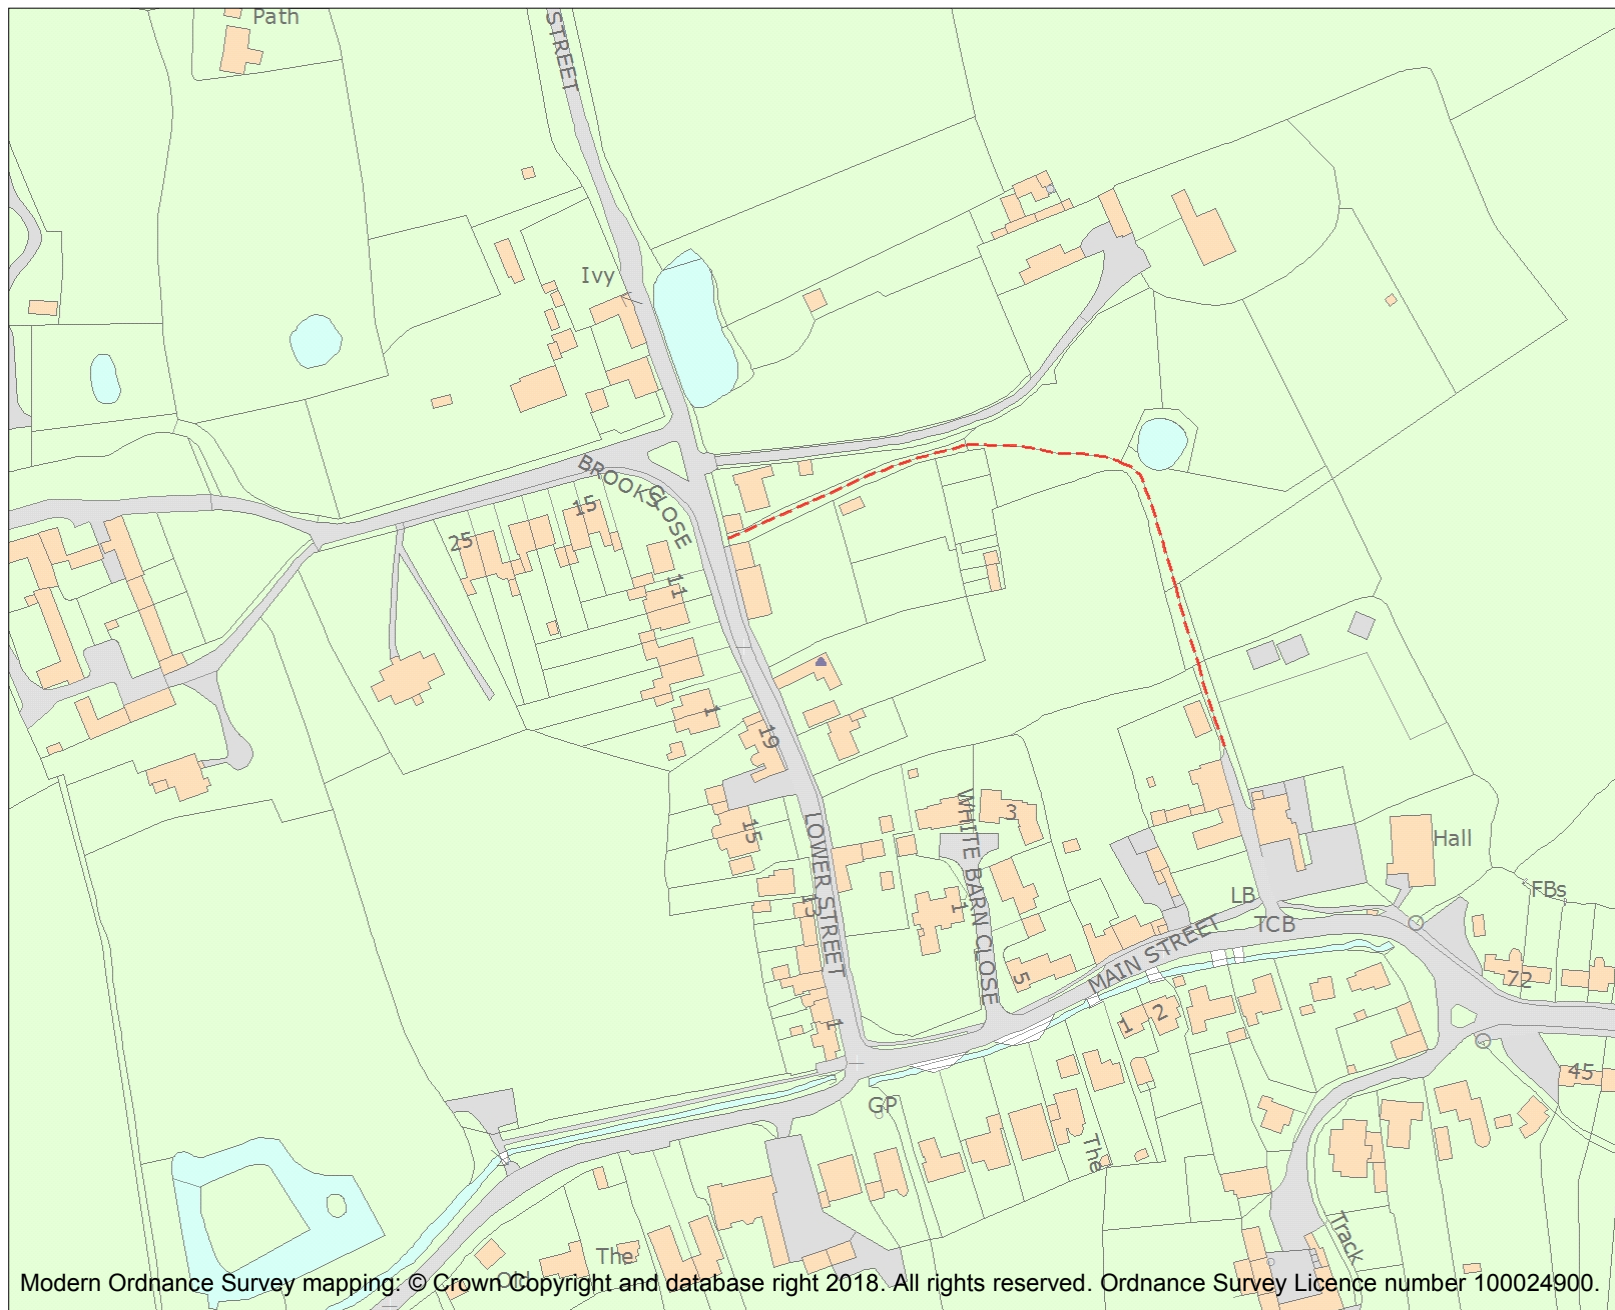 Path
STREET
Ivy
BROOKS
CLOSE
15
25
11
1
19
15
LOWER STREET
WHITE BARN CLOSE
3
Hall
LB
TCB
FBs
13
1
5
MAIN STREET
72
1
2
1
45
GP
The
Track
The
Old
Modern Ordnance Survey mapping: © Crown Copyright and database right 2018. All rights reserved. Ordnance Survey Licence number 100024900.